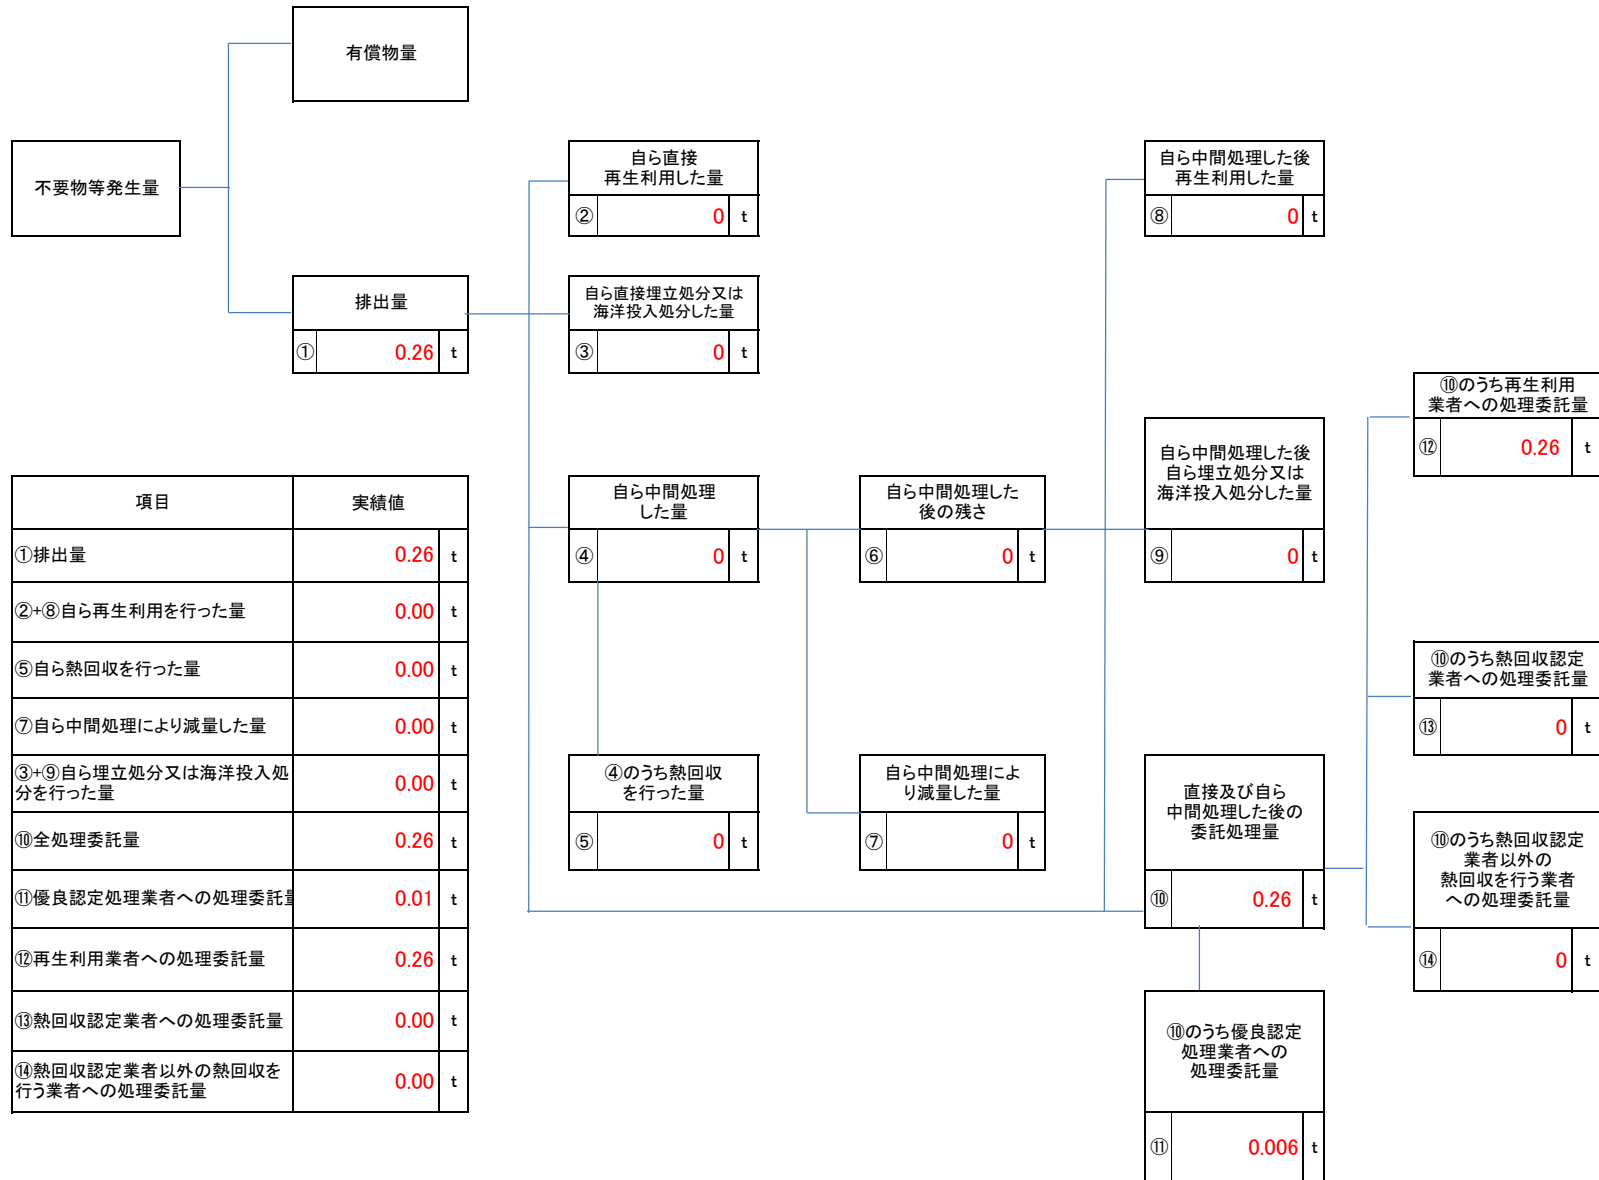 有償物量
不要物等発生量
排出量
① 0.26 t
自ら直接
再生利用した量
② 0 t
自ら直接埋立処分又は
海洋投入処分した量
③ 0 t
自ら中間処理
した量
④ 0 t
④のうち熱回収
を行った量
⑤ 0 t
自ら中間処理した
後の残さ
⑥ 0 t
自ら中間処理によ
り減量した量
⑦ 0 t
自ら中間処理した後
再生利用した量
⑧ 0 t
自ら中間処理した後
自ら埋立処分又は
海洋投入処分した量
⑨ 0 t
直接及び自ら
中間処理した後の
委託処理量
⑩ 0.26 t
⑩のうち優良認定
処理業者への
処理委託量
⑪ 0.006 t
⑩のうち再生利用
業者への処理委託量
⑫ 0.26 t
⑩のうち熱回収認定
業者への処理委託量
⑬ 0 t
⑩のうち熱回収認定
業者以外の
熱回収を行う業者
への処理委託量
⑭ 0 t
項目 実績値
①排出量 0.26 t
②+⑧自ら再生利用を行った量 0.00 t
⑤自ら熱回収を行った量 0.00 t
⑦自ら中間処理により減量した量 0.00 t
③+⑨自ら埋立処分又は海洋投入処
分を行った量 0.00 t
⑩全処理委託量 0.26 t
⑪優良認定処理業者への処理委託量 0.01 t
⑫再生利用業者への処理委託量 0.26 t
⑬熱回収認定業者への処理委託量 0.00 t
⑭熱回収認定業者以外の熱回収を
行う業者への処理委託量 0.00 t